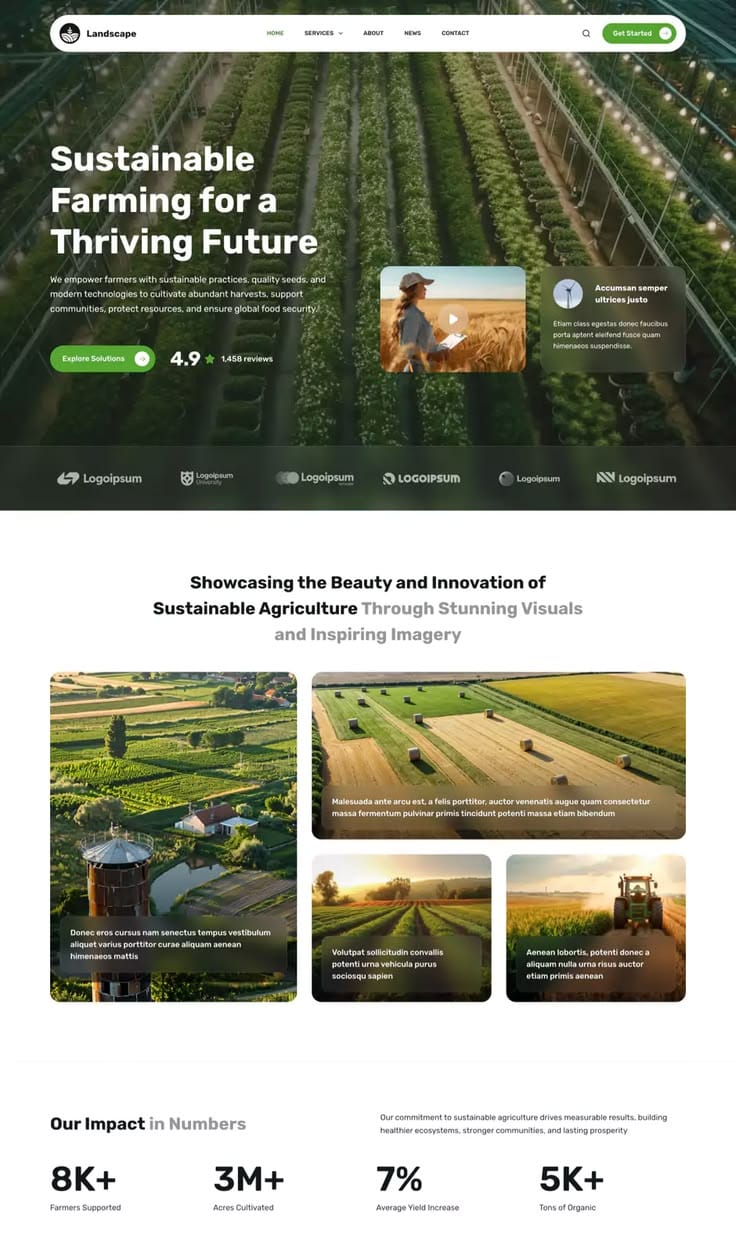 Landscape
HOME
SERVICES
ABOUT
NEWS
CONTACT
Get Started
Sustainable
Farming for a
Thriving Future
We empower farmers with sustainable practices, quality seeds, and
modern technologies to cultivate abundant harvests, support
communities, protect resources, and ensure global food security.
Explore Solutions
4.9
1,458 reviews
Accumsan semper
ultrices justo
Etiam class egestas donec faucibus
porta aptent eleifend fusce quam
himenaeos suspendisse.
Logoipsum
Logoipsum
University
Logoipsum
LOGOIPSUM
Logoipsum
Logoipsum
Showcasing the Beauty and Innovation of
Sustainable Agriculture Through Stunning Visuals
and Inspiring Imagery
Donec eros cursus nam senectus tempus vestibulum
aliquet varius porttitor curae aliquam aenean
himenaeos mattis
Malesuada ante arcu est, a felis porttitor, auctor venenatis augue quam consectetur
massa fermentum pulvinar primis tincidunt potenti massa etiam bibendum
Volutpat sollicitudin convallis
potenti urna vehicula purus
sociosqu sapien
Aenean lobortis, potenti donec a
aliquam nulla urna risus auctor
etiam primis aenean
Our Impact in Numbers
Our commitment to sustainable agriculture drives measurable results, building
healthier ecosystems, stronger communities, and lasting prosperity
8K+
Farmers Supported
3M+
Acres Cultivated
7%
Average Yield Increase
5K+
Tons of Organic